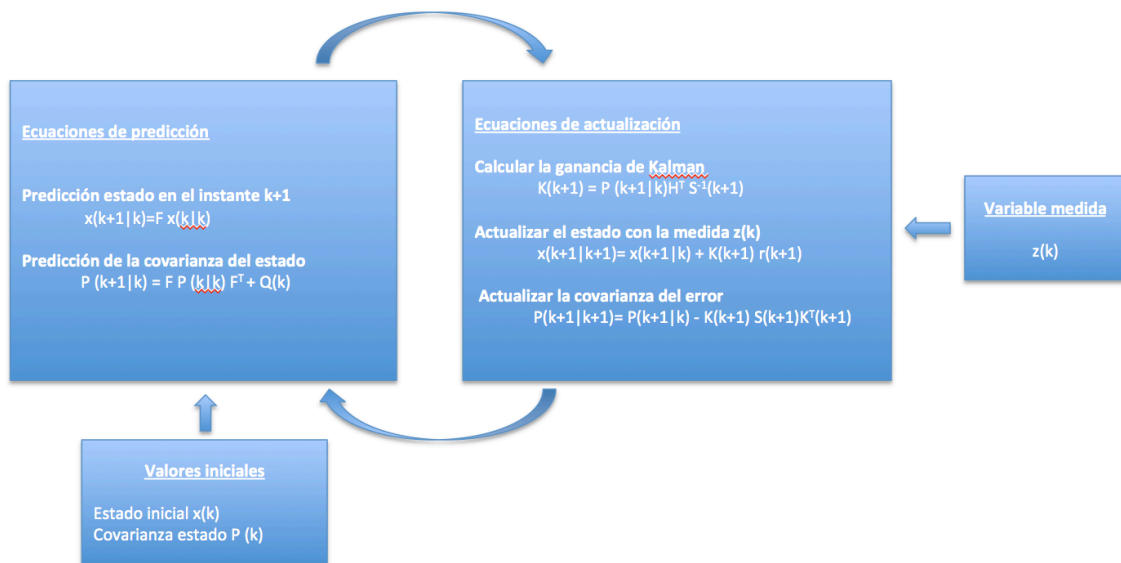 Ecuaciones de predicción
Predicción estado en el instante k+1
x(k+1|k)=F x(k|k)
Predicción de la covarianza del estado
P (k+1|k) = F P (k|k) Fᵀ + Q(k)
Ecuaciones de actualización
Calcular la ganancia de Kalman
K(k+1) = P (k+1|k)Hᵀ S⁻¹(k+1)
Actualizar el estado con la medida z(k)
x(k+1|k+1)= x(k+1|k) + K(k+1) r(k+1)
Actualizar la covarianza del error
P(k+1|k+1)= P(k+1|k) - K(k+1) S(k+1)Kᵀ(k+1)
Variable medida
z(k)
Valores iniciales
Estado inicial x(k)
Covarianza estado P (k)